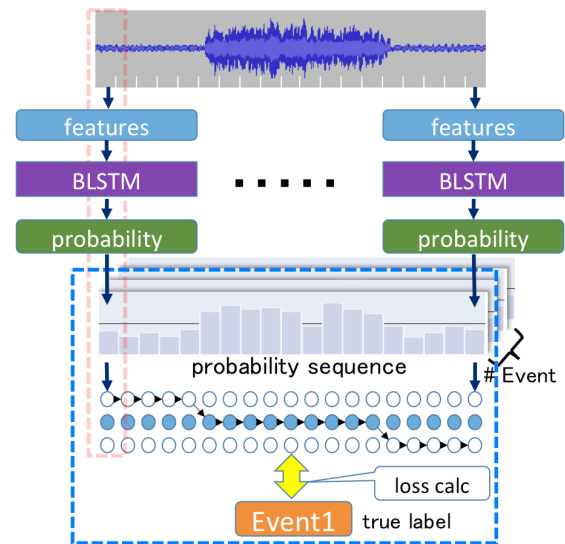 features
features
BLSTM
BLSTM
probability
probability
probability sequence
# Event
loss calc
Event1
true label